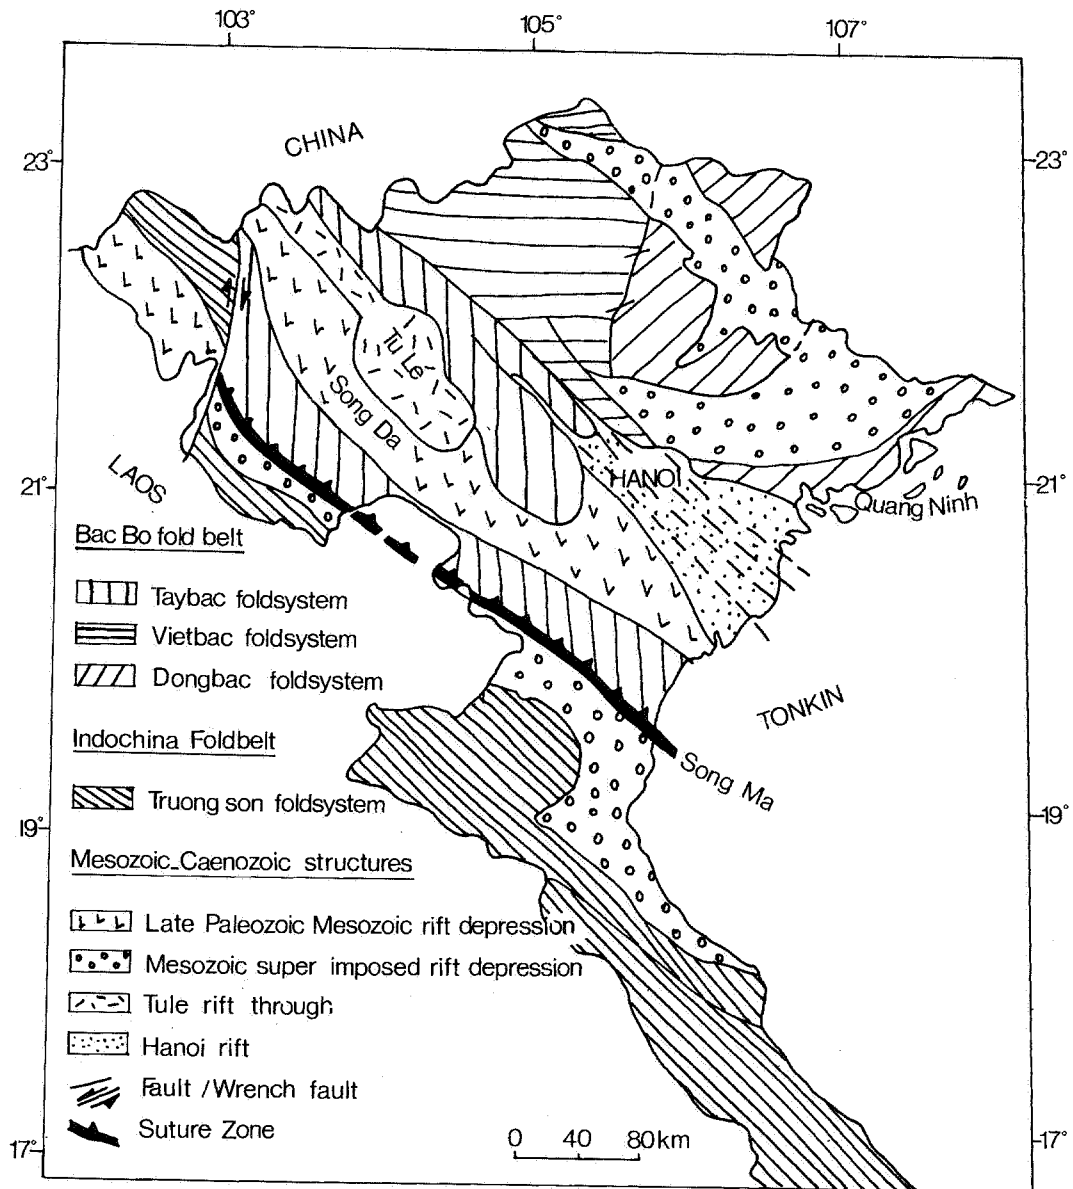 103° 105° 107°
CHINA
23° 23°
Tu Le
Song Da
HANOI
LAOS
21° 21°
Quang Ninh
Bac Bo fold belt
Taybac foldsystem
Vietbac foldsystem
Dongbac foldsystem
TONKIN
Indochina Foldbelt
Song Ma
Truong son foldsystem
19° 19°
Mesozoic-Caenozoic structures
Late Paleozoic Mesozoic rift depression
Mesozoic super imposed rift depression
Tule rift through
Hanoi rift
Fault /Wrench fault
Suture Zone
0 40 80km
17° 17°